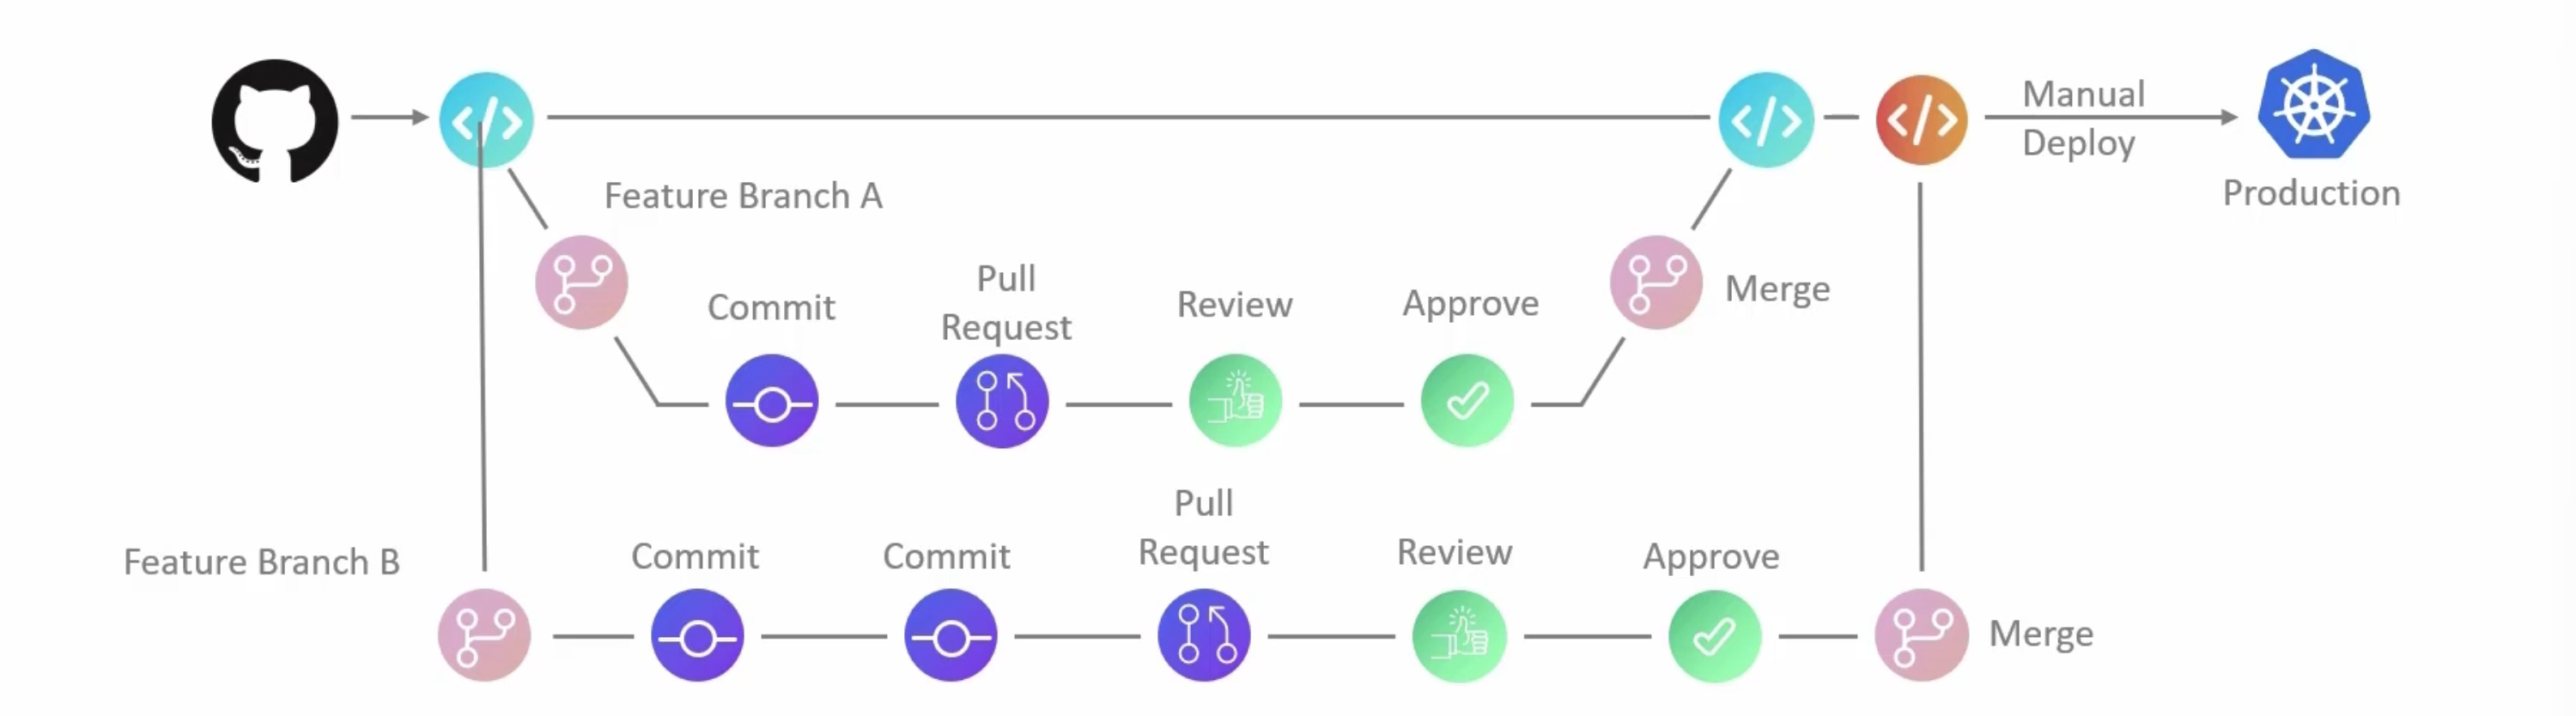 Manual
Deploy
Production
Feature Branch A
Commit
Pull
Request
Review
Approve
Merge
Feature Branch B
Commit
Commit
Pull
Request
Review
Approve
Merge